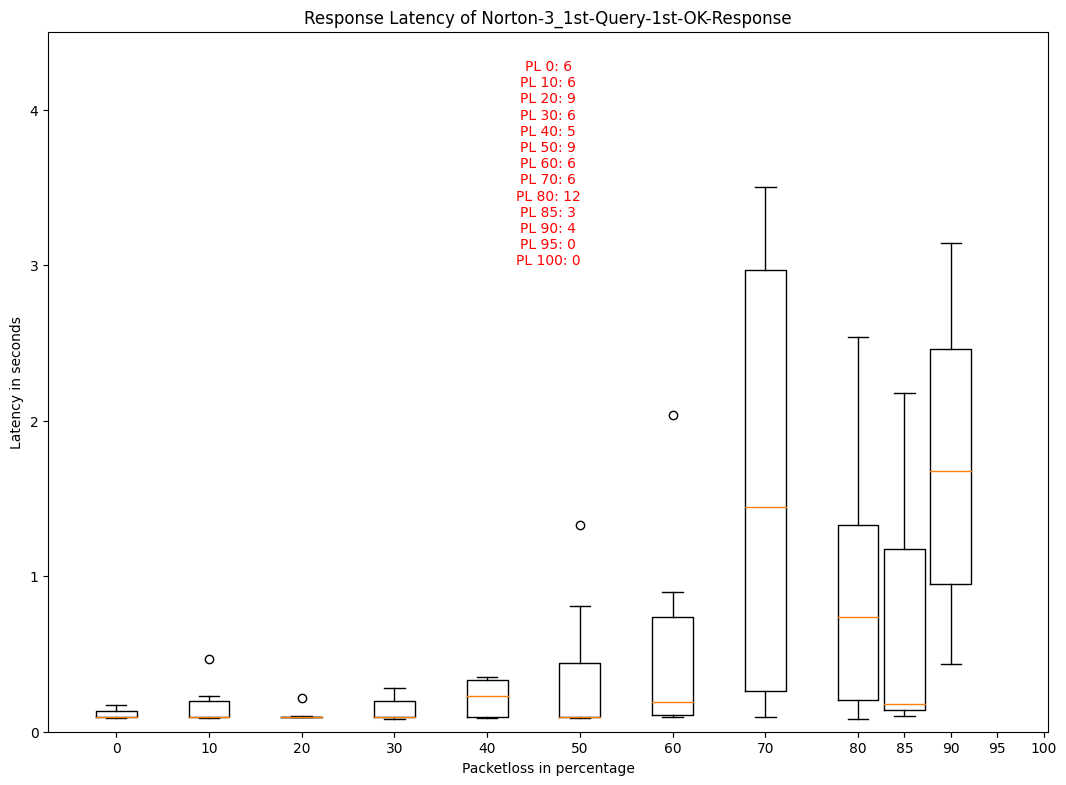 Response Latency of Norton-3_1st-Query-1st-OK-Response
PL 0: 6
PL 10: 6
PL 20: 9
PL 30: 6
PL 40: 5
PL 50: 9
PL 60: 6
PL 70: 6
PL 80: 12
PL 85: 3
PL 90: 4
PL 95: 0
PL 100: 0
4
3
2
1
0
Latency in seconds
0 10 20 30 40 50 60 70 80 85 90 95 100
Packetloss in percentage